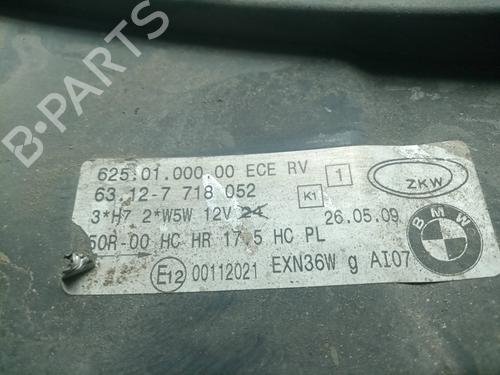 625.01.000.00 ECE RV 1
63.12-7 718 052 K1 ZKW
3*H7 2*W5W 12V 24 26.05.09 BMW
50R-00 HC HR 17.5 HC PL
E12 00112021 EXN36W g AI07
B-PARTS